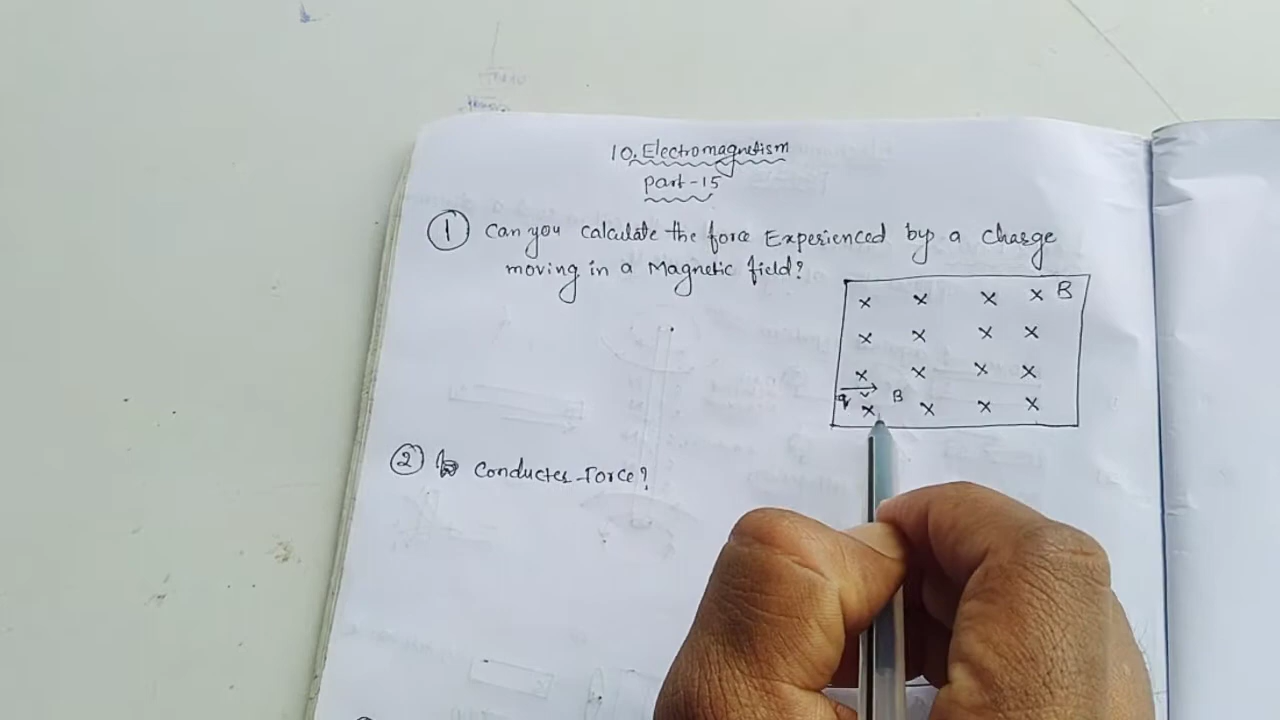 10. Electromagnetism
part-15
① Can you calculate the force Experienced by a charge
moving in a Magnetic field?
x x x x B
x x x x
x x x x
q v B
x x x x
② Conducter Force?